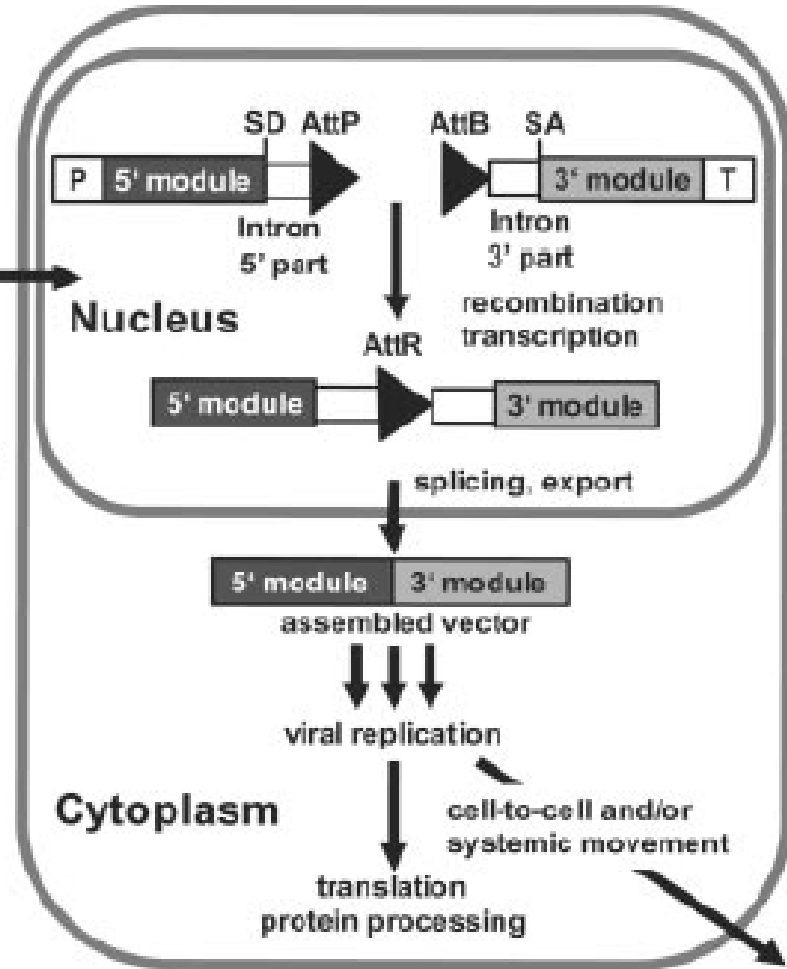 SD AttP AttB SA
P 5' module 3' module T
Intron
5' part
Intron
3' part
Nucleus
recombination
transcription
AttR
5' module 3' module
splicing, export
5' module 3' module
assembled vector
viral replication
Cytoplasm
cell-to-cell and/or
systemic movement
translation
protein processing